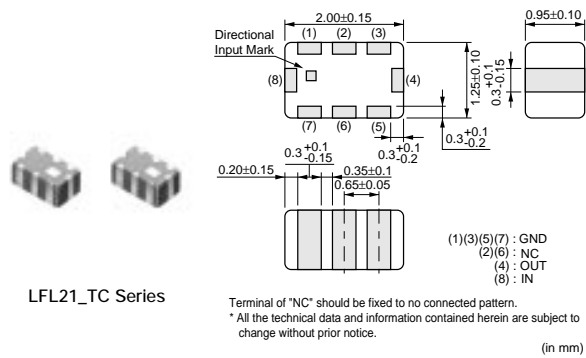 2.00±0.15
0.95±0.10
(1) (2) (3)
Directional
Input Mark
(8)
(4)
1.25±0.10
0.3 +0.1 -0.15
(7) (6) (5)
0.3 +0.1 -0.2
0.3 +0.1 -0.2
0.3 +0.1 -0.15
0.20±0.15
0.35±0.1
0.65±0.05
(1)(3)(5)(7) : GND
(2)(6) : NC
(4) : OUT
(8) : IN
LFL21_TC Series
Terminal of "NC" should be fixed to no connected pattern.
* All the technical data and information contained herein are subject to
change without prior notice.
(in mm)